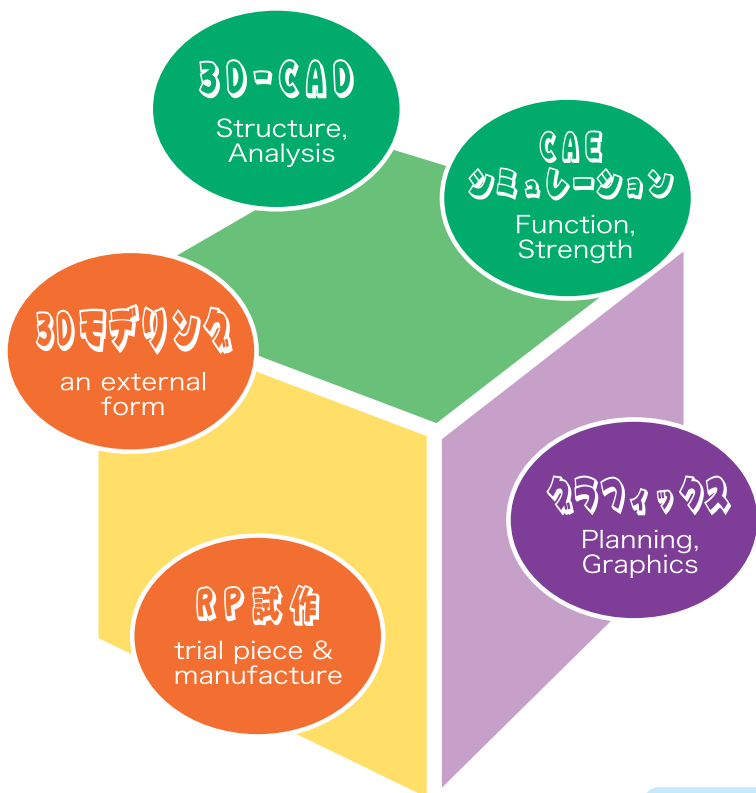 3D-CAD
Structure,
Analysis
CAE
シミュレーション
Function,
Strength
3Dモデリング
an external
form
グラフィックス
Planning,
Graphics
RP試作
trial piece &
manufacture